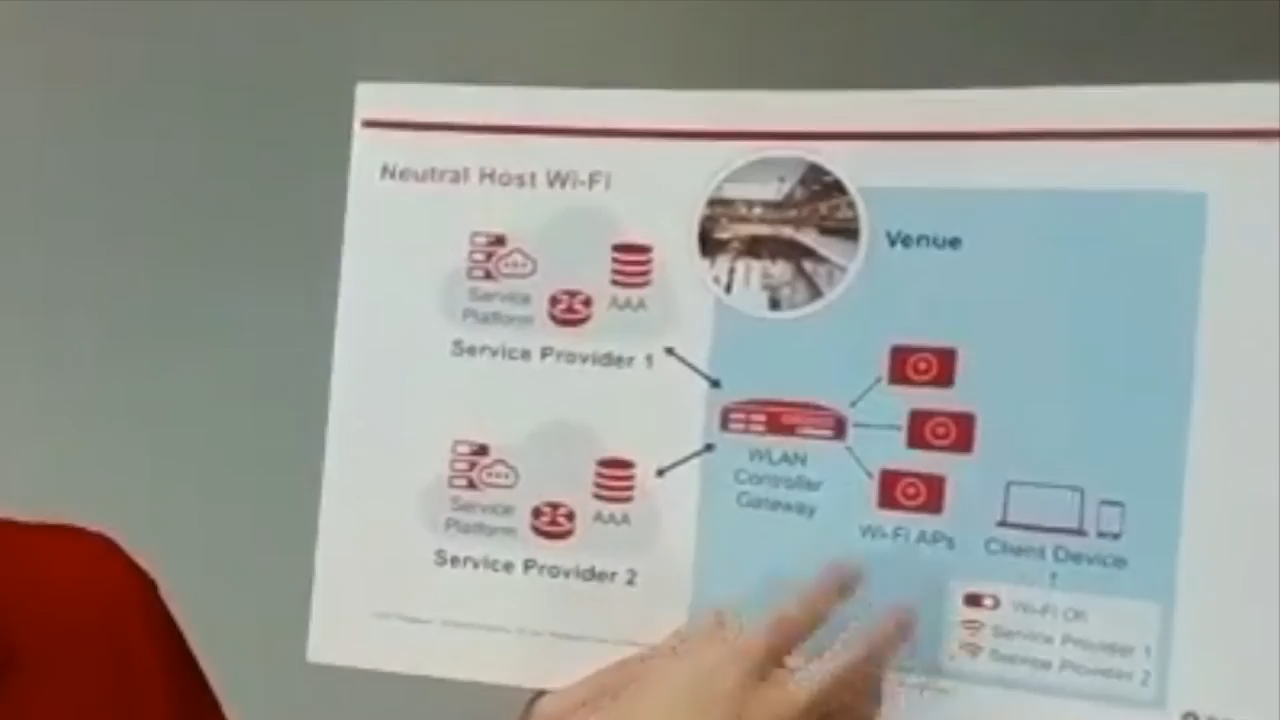 Neutral Host Wi-Fi
Venue
Service
Platform
AAA
Service Provider 1
WLAN
Controller
Gateway
Service
Platform
AAA
Service Provider 2
Wi-Fi APs
Client Device
1
Wi-Fi On
Service Provider 1
Service Provider 2